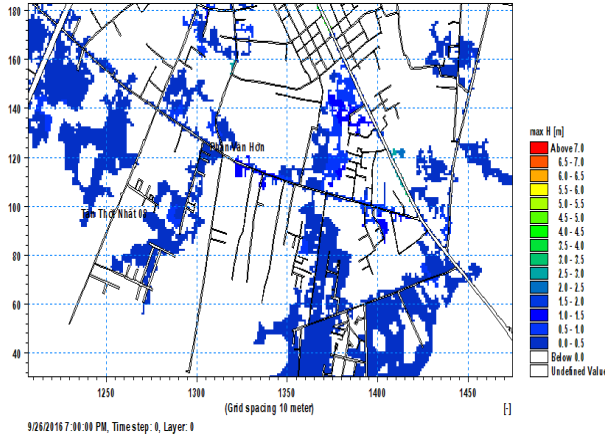 180
160
140
120
100
80
60
40
Phan Văn Hớn
1250
1300
1350
1400
1450
(Grid spacing 10 meter)
[-]
max H [m]
Above 7.0
6.5 - 7.0
6.0 - 6.5
5.5 - 6.0
5.0 - 5.5
4.5 - 5.0
4.0 - 4.5
3.5 - 4.0
3.0 - 3.5
2.5 - 3.0
2.0 - 2.5
1.5 - 2.0
1.0 - 1.5
0.5 - 1.0
0.0 - 0.5
Below 0.0
Undefined Value
9/26/2016 7:00:00 PM, Time step: 0, Layer: 0